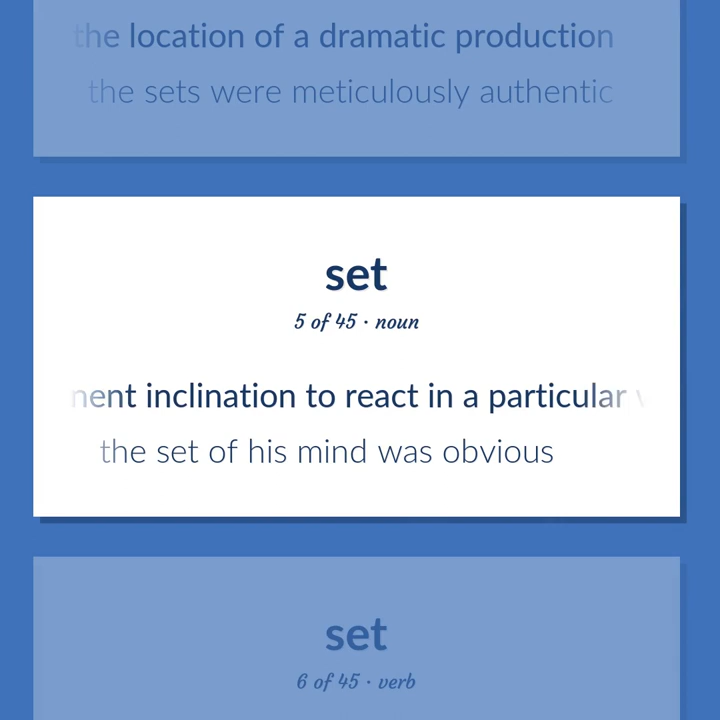 the location of a dramatic production
the sets were meticulously authentic
set
5 of 45 · noun
inclination to react in a particular
the set of his mind was obvious
set
6 of 45 · verb